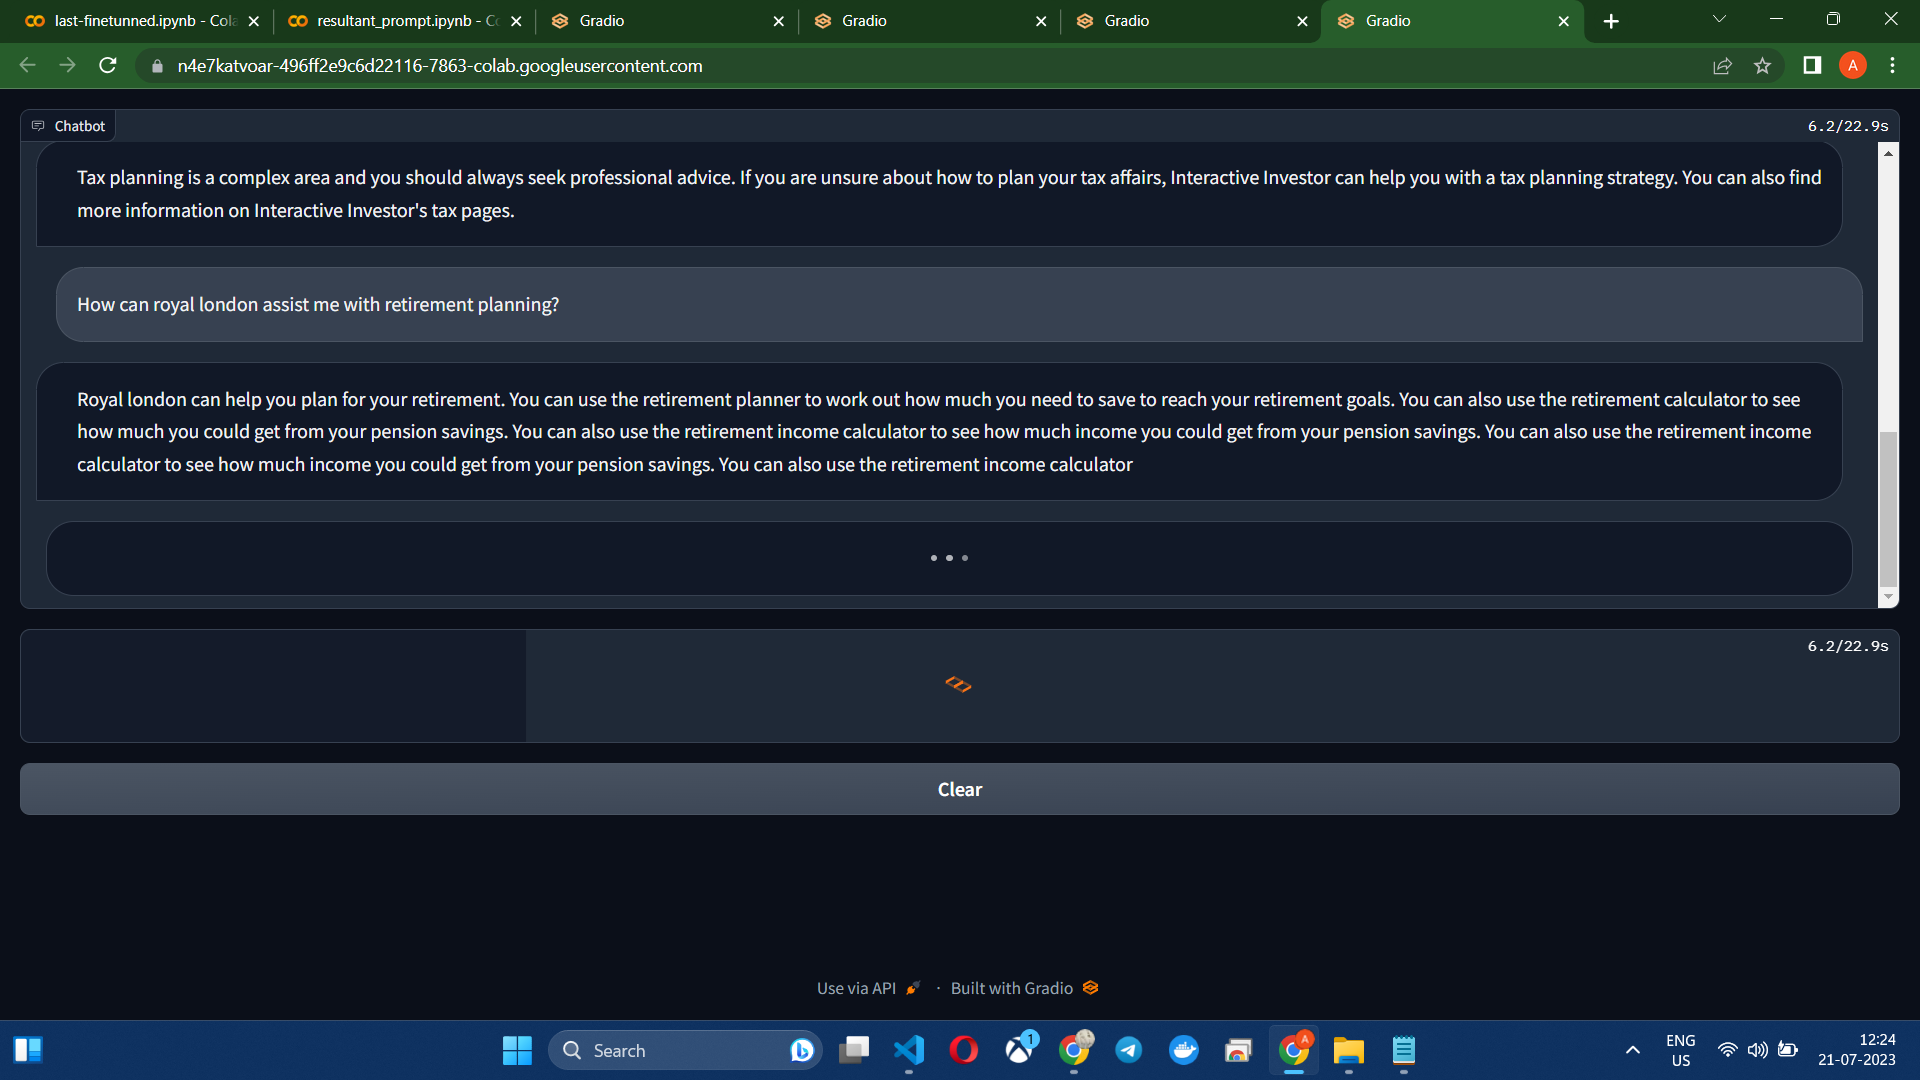 last-finetunned.ipynb - Cola
resultant_prompt.ipynb - Co
Gradio
Gradio
Gradio
Gradio
n4e7katvoar-496ff2e9c6d22116-7863-colab.googleusercontent.com
A
Chatbot
6.2/22.9s
Tax planning is a complex area and you should always seek professional advice. If you are unsure about how to plan your tax affairs, Interactive Investor can help you with a tax planning strategy. You can also find
more information on Interactive Investor's tax pages.
How can royal london assist me with retirement planning?
Royal london can help you plan for your retirement. You can use the retirement planner to work out how much you need to save to reach your retirement goals. You can also use the retirement calculator to see
how much you could get from your pension savings. You can also use the retirement income calculator to see how much income you could get from your pension savings. You can also use the retirement income
calculator to see how much income you could get from your pension savings. You can also use the retirement income calculator
6.2/22.9s
Clear
Use via API · Built with Gradio
Search
1
A
ENG
US
12:24
21-07-2023